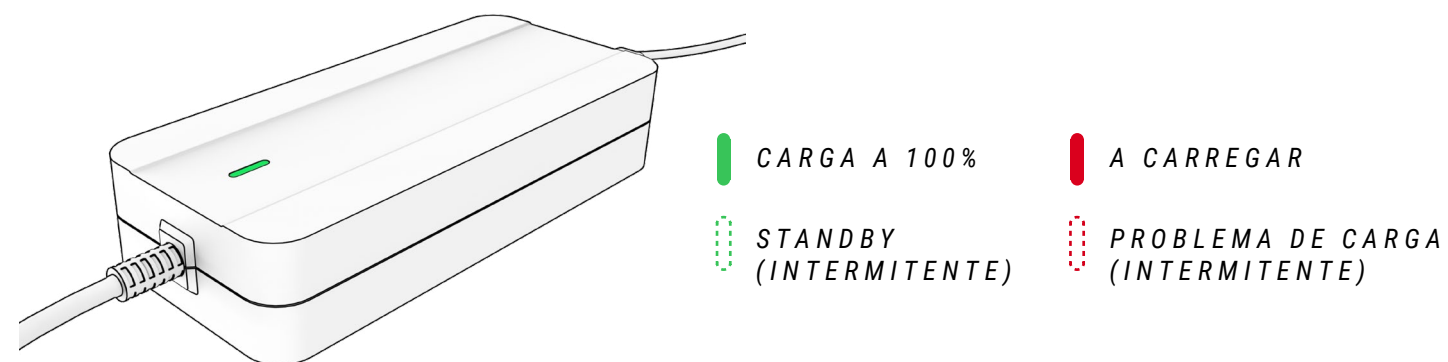 CARGA A 100%
A CARREGAR
STANDBY
(INTERMITENTE)
PROBLEMA DE CARGA
(INTERMITENTE)